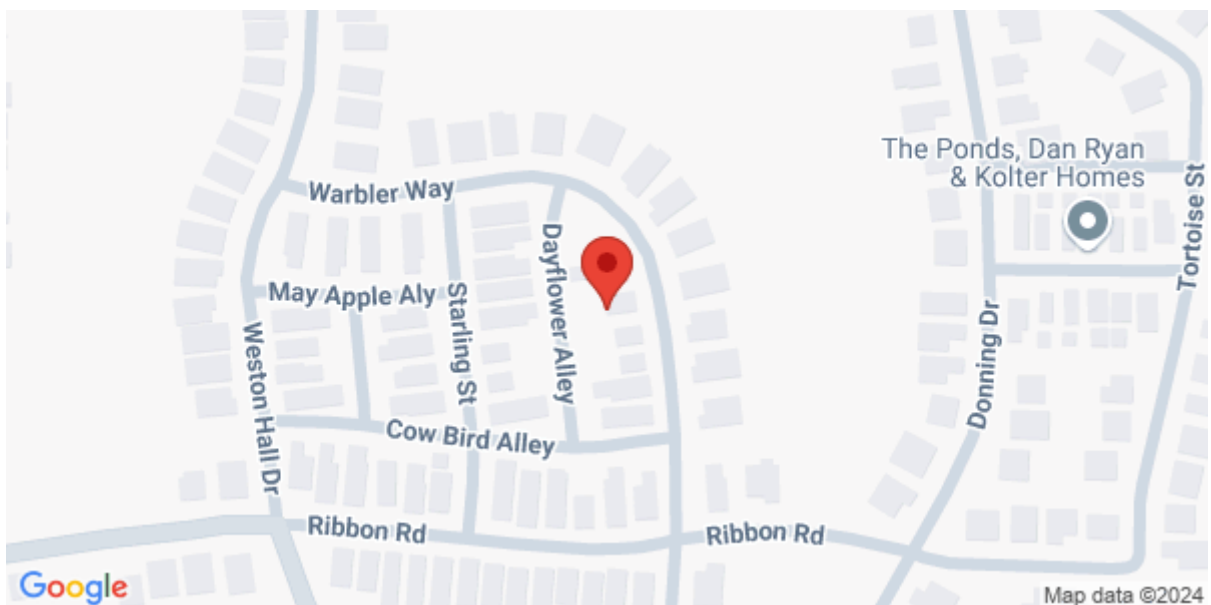 The Ponds, Dan Ryan
& Kolter Homes
Warbler Way
Tortoise St
Dayflower Alley
May Apple Aly
Starling St
Weston Hall Dr
Donning Dr
Cow Bird Alley
Ribbon Rd
Ribbon Rd
Google
Map data ©2024